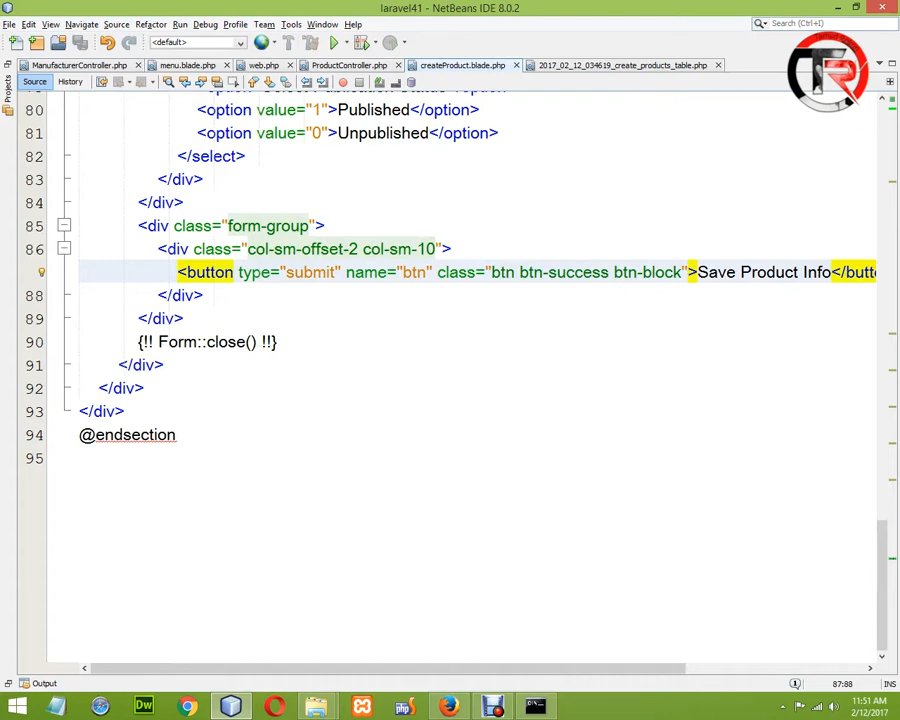 laravel41 - NetBeans IDE 8.0.2
File Edit View Navigate Source Refactor Run Debug Profile Team Tools Window Help
<default>
Search (Ctrl+I)
ManufacturerController.php menu.blade.php web.php ProductController.php createProduct.blade.php 2017_02_12_034619_create_products_table.php
Source History
Projects
80 <option value="1">Published</option>
81 <option value="0">Unpublished</option>
82 </select>
83 </div>
84 </div>
85 <div class="form-group">
86 <div class="col-sm-offset-2 col-sm-10">
<button type="submit" name="btn" class="btn btn-success btn-block">Save Product Info</butto
88 </div>
89 </div>
90 {!! Form::close() !!}
91 </div>
92 </div>
93 </div>
94 @endsection
95
Output
87:88 INS
Dw php
11:51 AM
2/12/2017